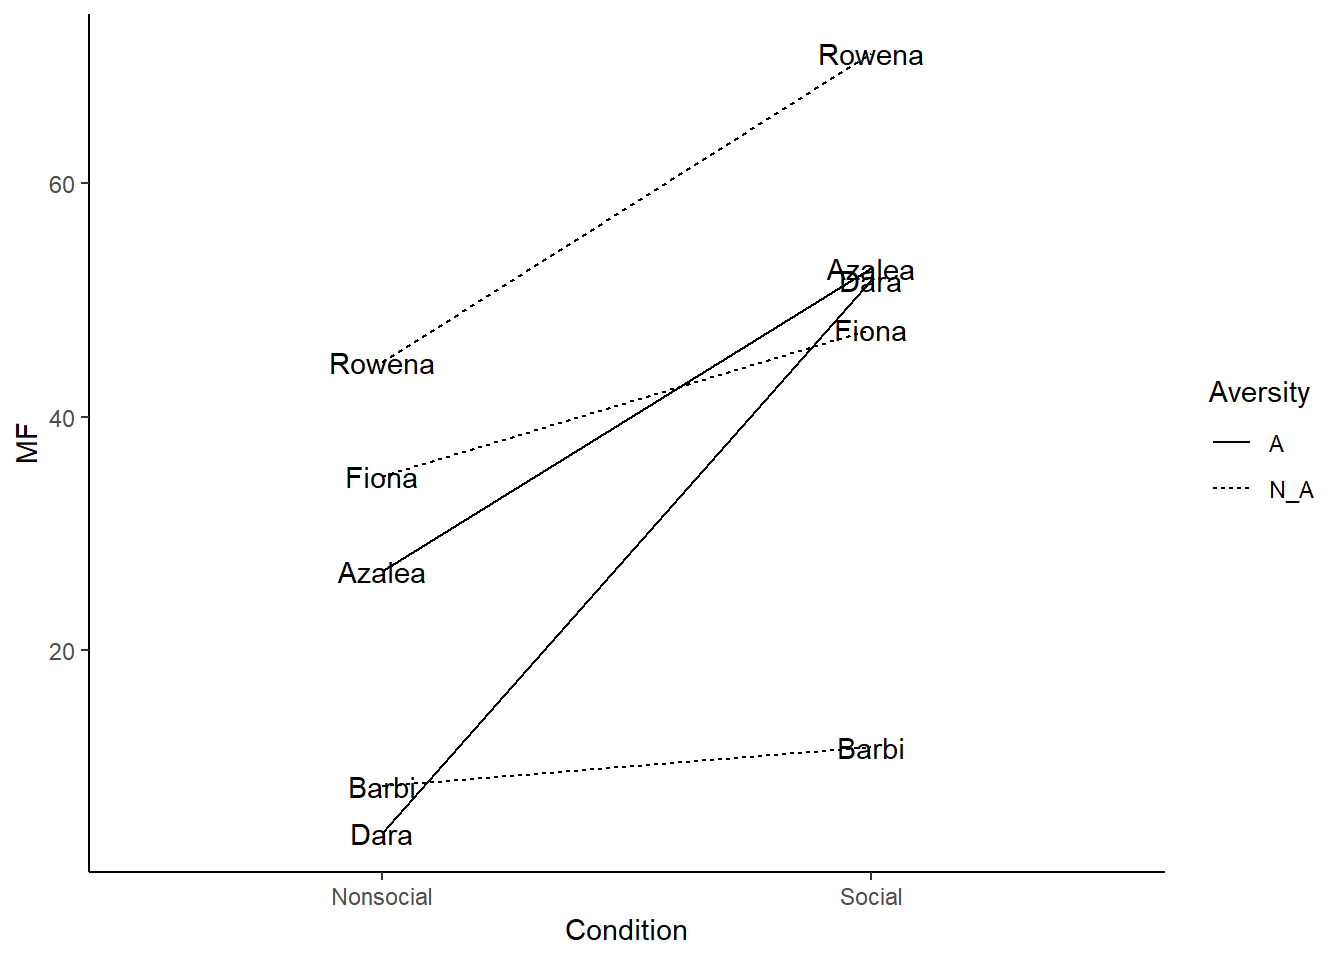 Rowena
60
Azalea
Dara
Fiona
Rowena
40
Fiona
Azalea
20
Barbi
Barbi
Dara
MF
Nonsocial
Social
Condition
Aversity
A
N_A